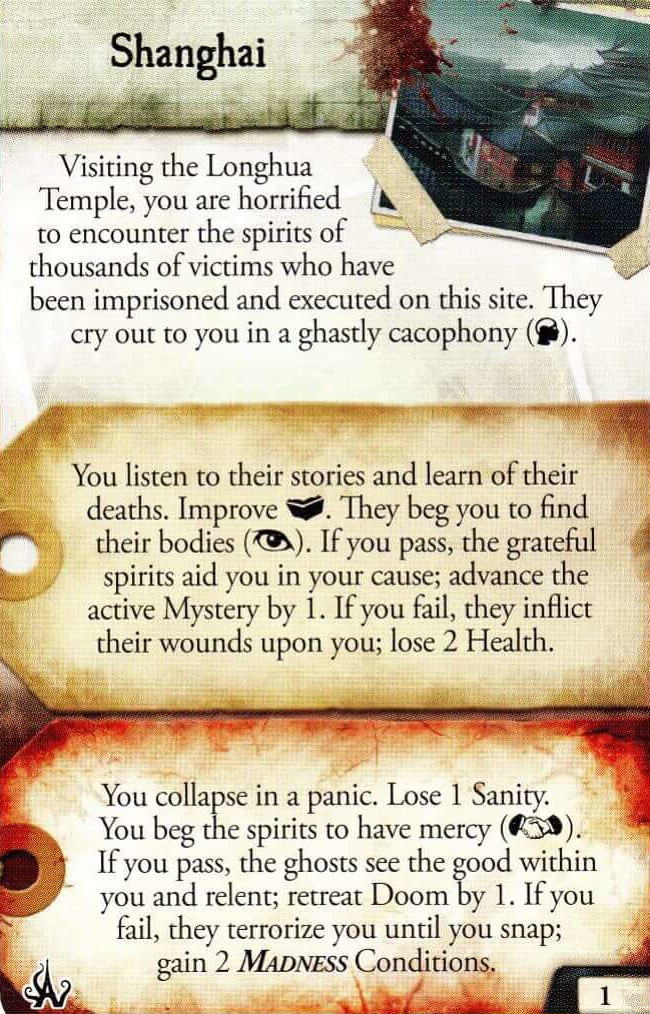 Shanghai
Visiting the Longhua
Temple, you are horrified
to encounter the spirits of
thousands of victims who have
been imprisoned and executed on this site. They
cry out to you in a ghastly cacophony ( ).
You listen to their stories and learn of their
deaths. Improve . They beg you to find
their bodies ( ). If you pass, the grateful
spirits aid you in your cause; advance the
active Mystery by 1. If you fail, they inflict
their wounds upon you; lose 2 Health.
You collapse in a panic. Lose 1 Sanity.
You beg the spirits to have mercy ( ).
If you pass, the ghosts see the good within
you and relent; retreat Doom by 1. If you
fail, they terrorize you until you snap;
gain 2 MADNESS Conditions.
1